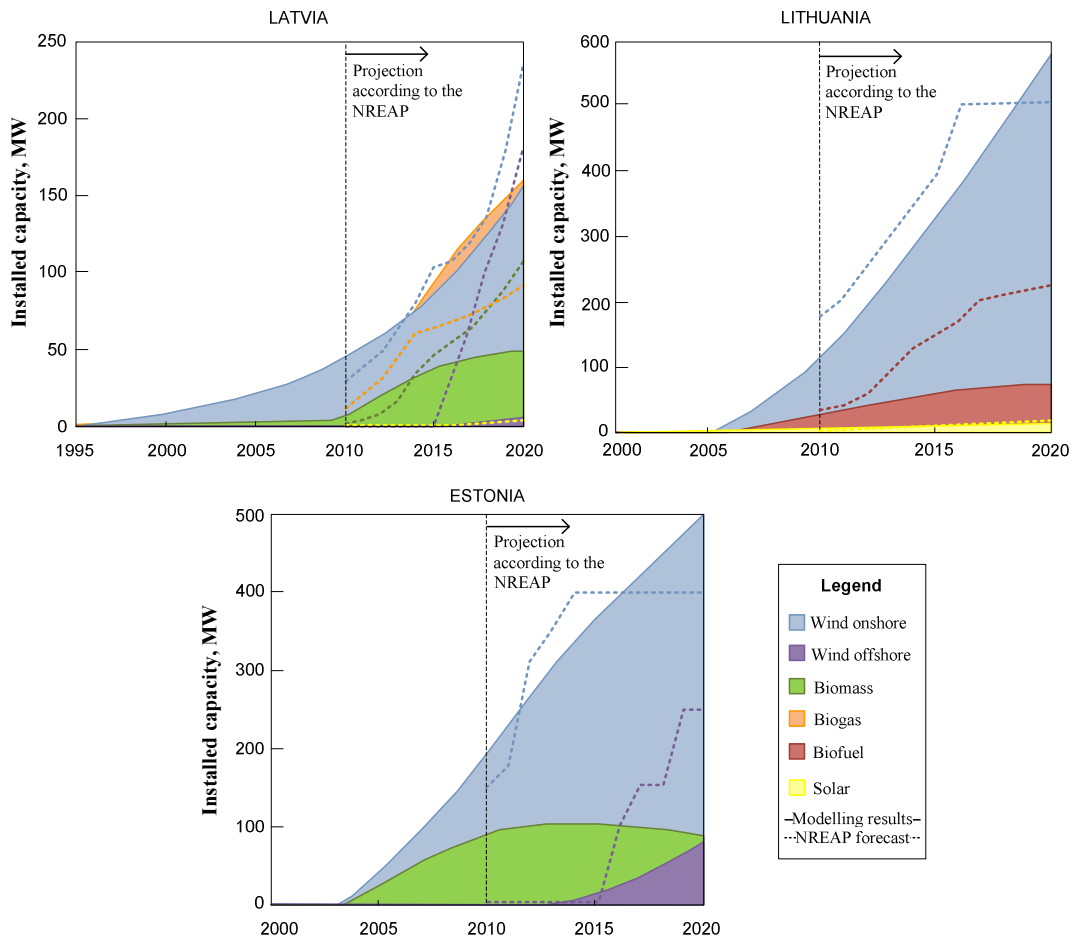 LATVIA
250
200
150
100
50
0
1995
2000
2005
2010
2015
2020
Installed capacity, MW
Projection
according to the
NREAP
LITHUANIA
600
500
400
300
200
100
0
2000
2005
2010
2015
2020
Installed capacity, MW
Projection
according to the
NREAP
ESTONIA
500
400
300
200
100
0
2000
2005
2010
2015
2020
Installed capacity, MW
Projection
according to the
NREAP
Legend
Wind onshore
Wind offshore
Biomass
Biogas
Biofuel
Solar
Modelling results
NREAP forecast